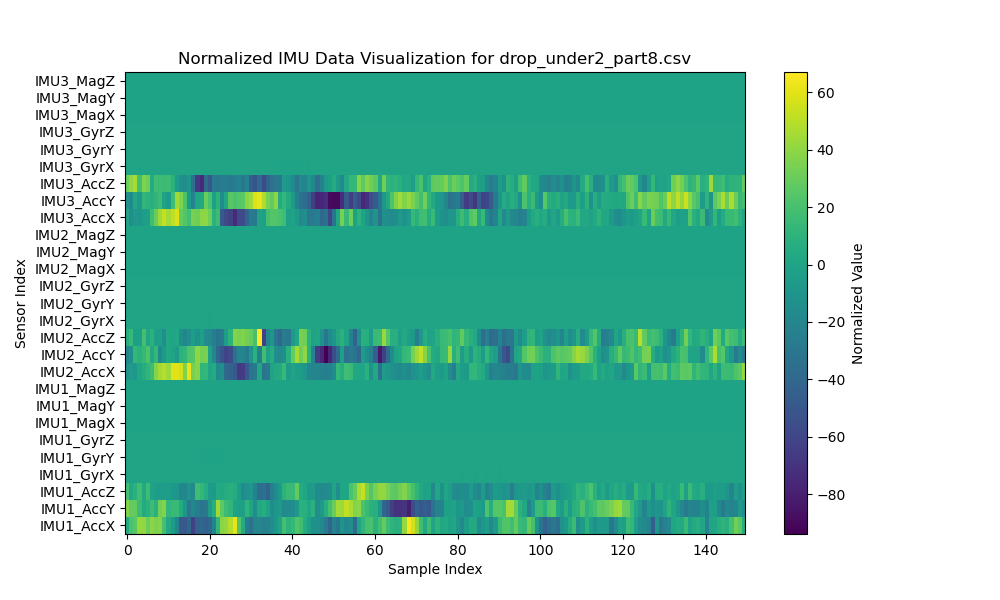 Normalized IMU Data Visualization for drop_under2_part8.csv
IMU3_MagZ
IMU3_MagY
IMU3_MagX
IMU3_GyrZ
IMU3_GyrY
IMU3_GyrX
IMU3_AccZ
IMU3_AccY
IMU3_AccX
IMU2_MagZ
IMU2_MagY
IMU2_MagX
IMU2_GyrZ
IMU2_GyrY
IMU2_GyrX
IMU2_AccZ
IMU2_AccY
IMU2_AccX
IMU1_MagZ
IMU1_MagY
IMU1_MagX
IMU1_GyrZ
IMU1_GyrY
IMU1_GyrX
IMU1_AccZ
IMU1_AccY
IMU1_AccX
Sensor Index
0 20 40 60 80 100 120 140
Sample Index
60
40
20
0
−20
−40
−60
−80
Normalized Value